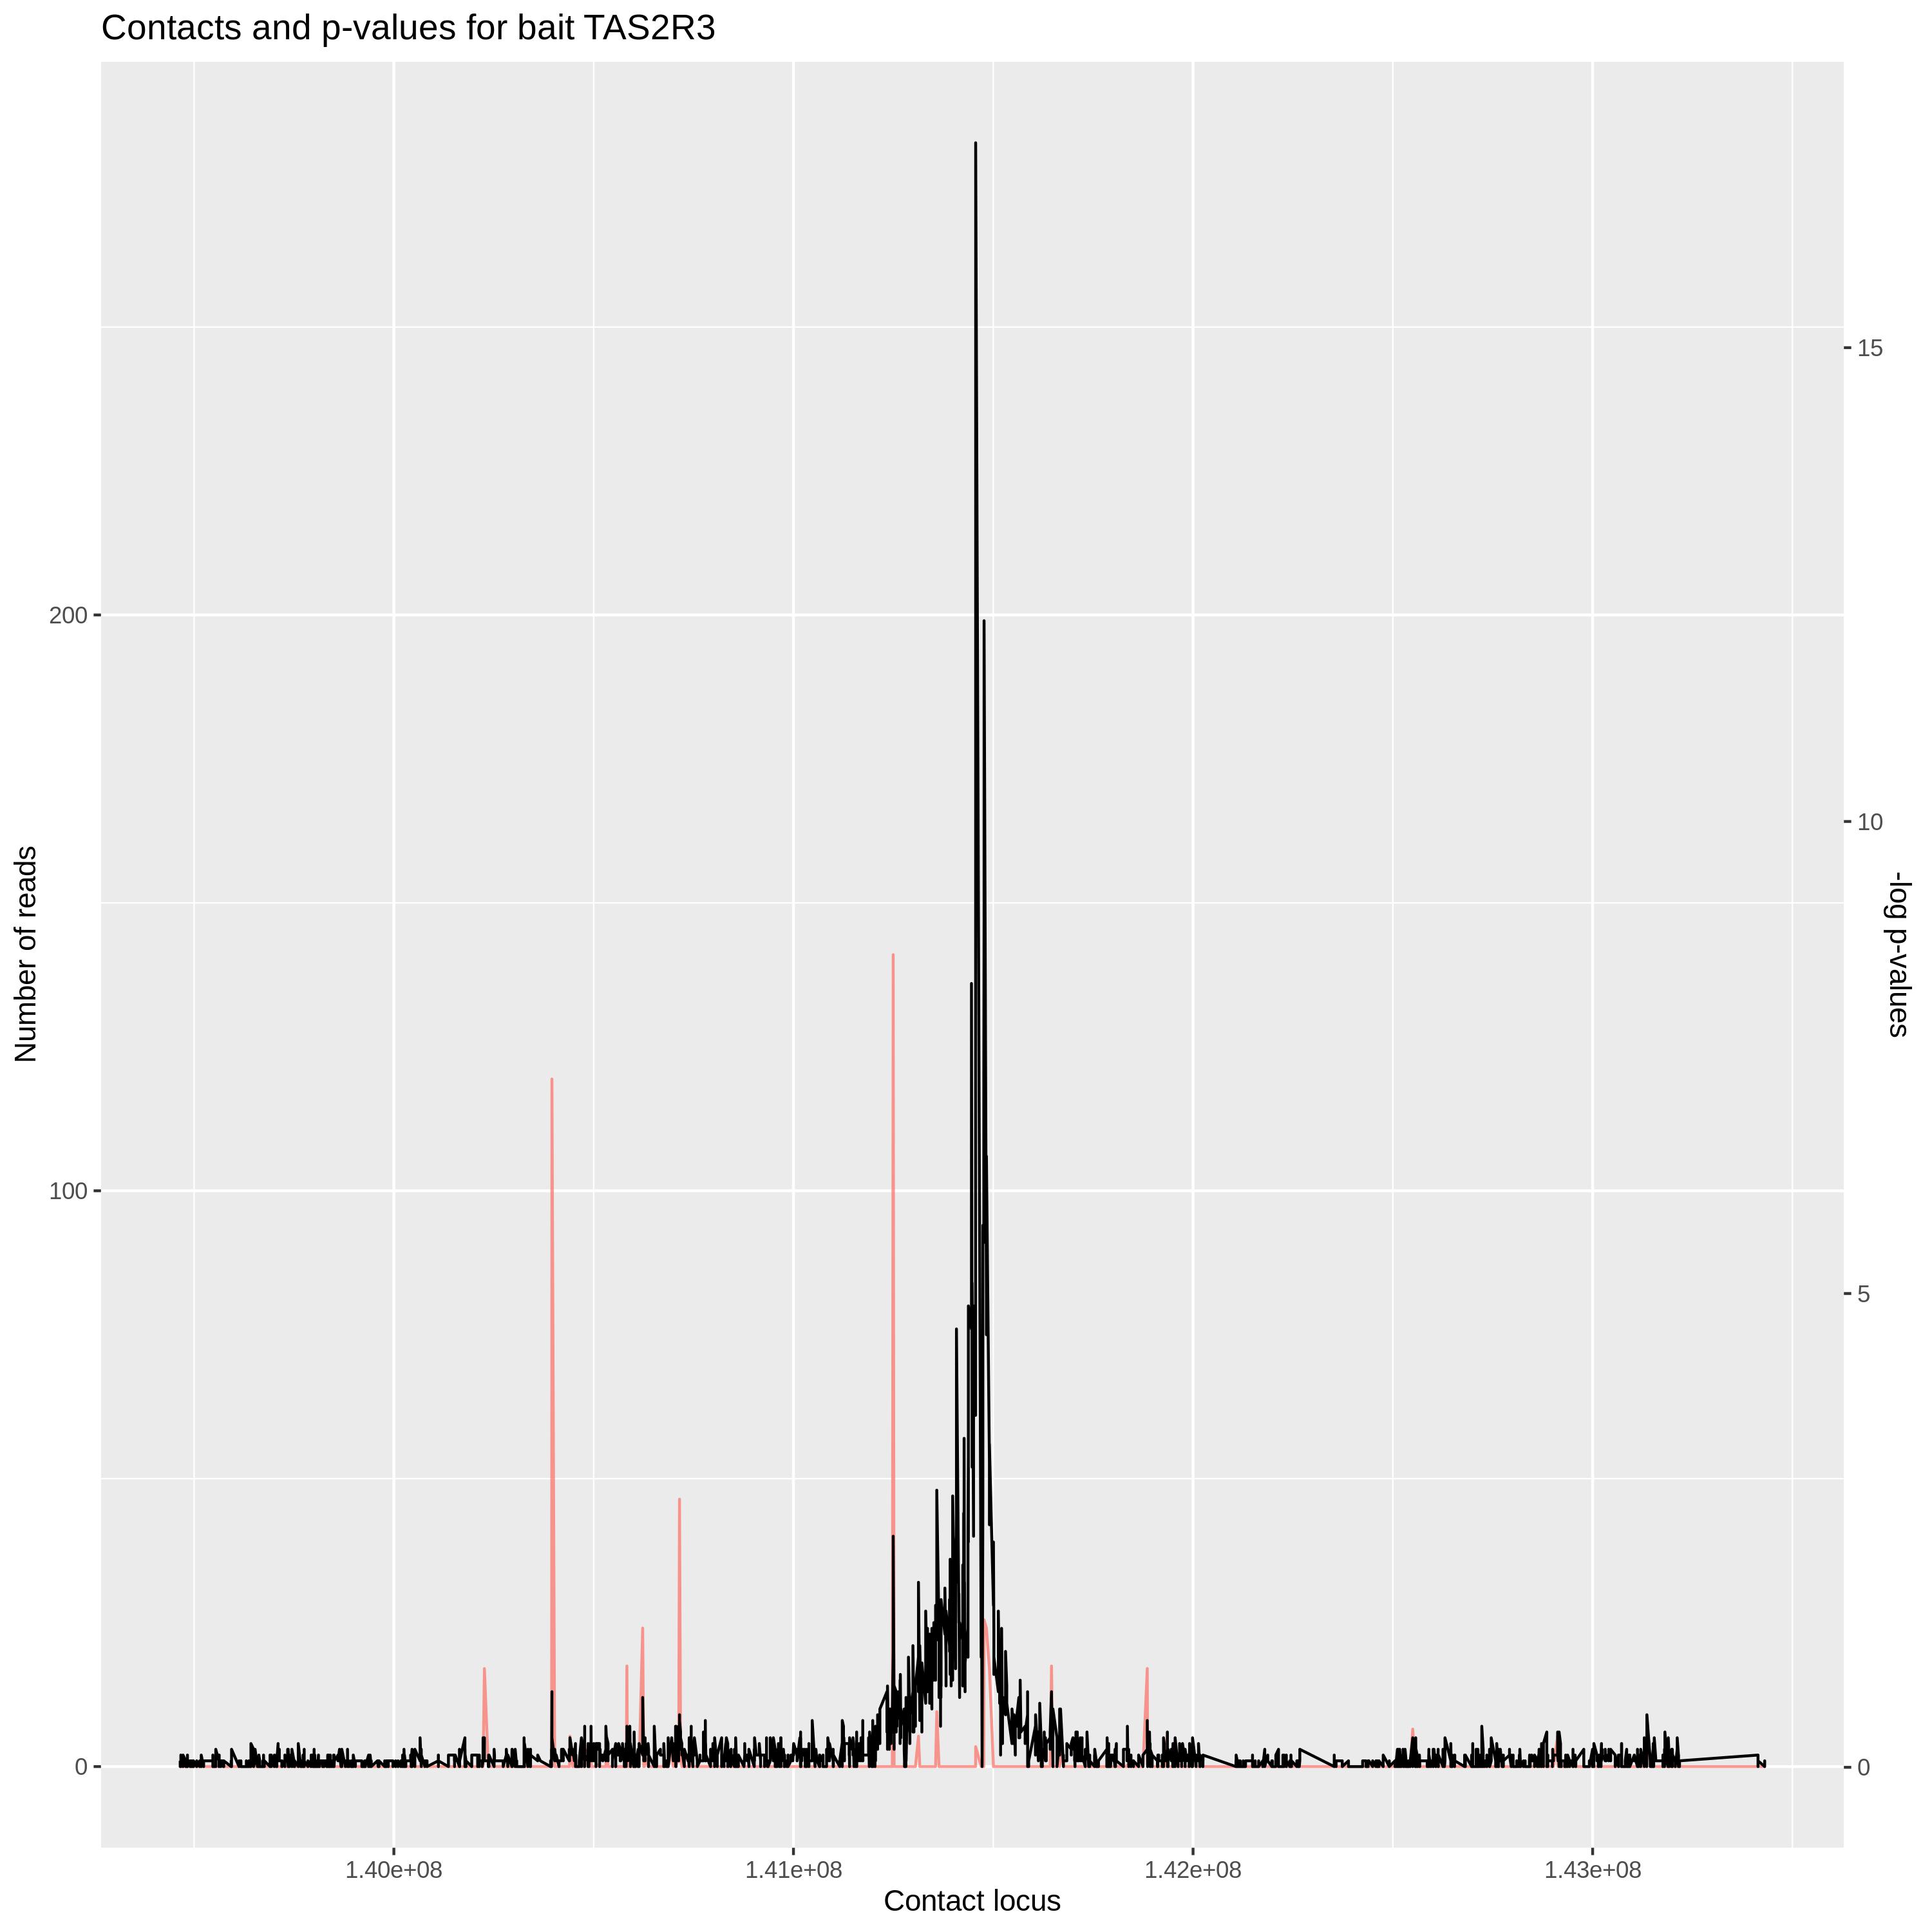 Contacts and p-values for bait TAS2R3
Number of reads
200
100
0
15
10
5
0
-log p-values
1.40e+08
1.41e+08
1.42e+08
1.43e+08
Contact locus